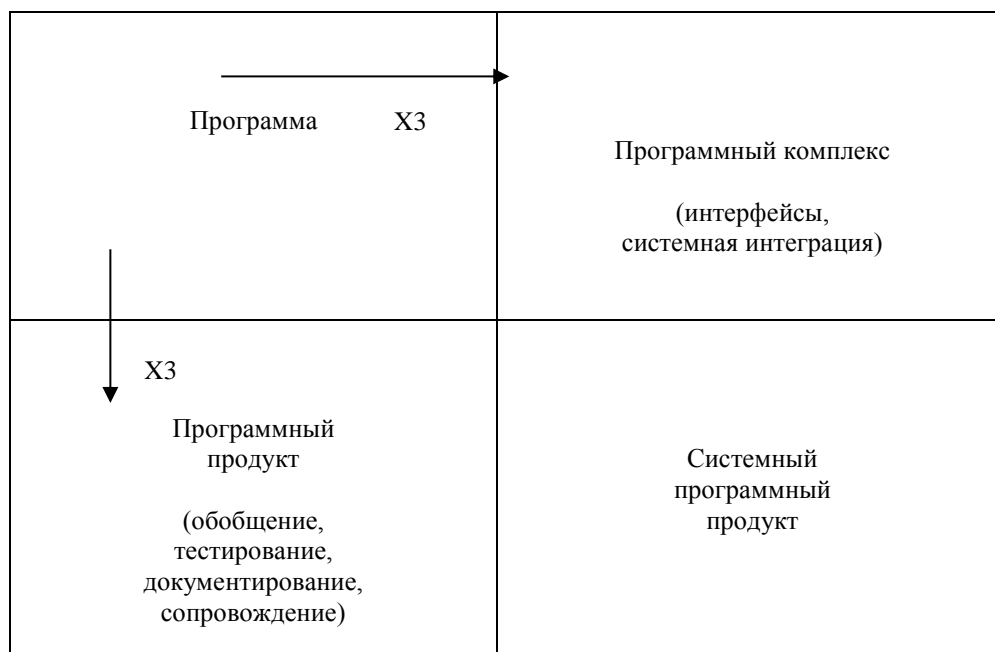 Программа X3
Программный комплекс
(интерфейсы,
системная интеграция)
X3
Программный
продукт
(обобщение,
тестирование,
документирование,
сопровождение)
Системный
программный
продукт